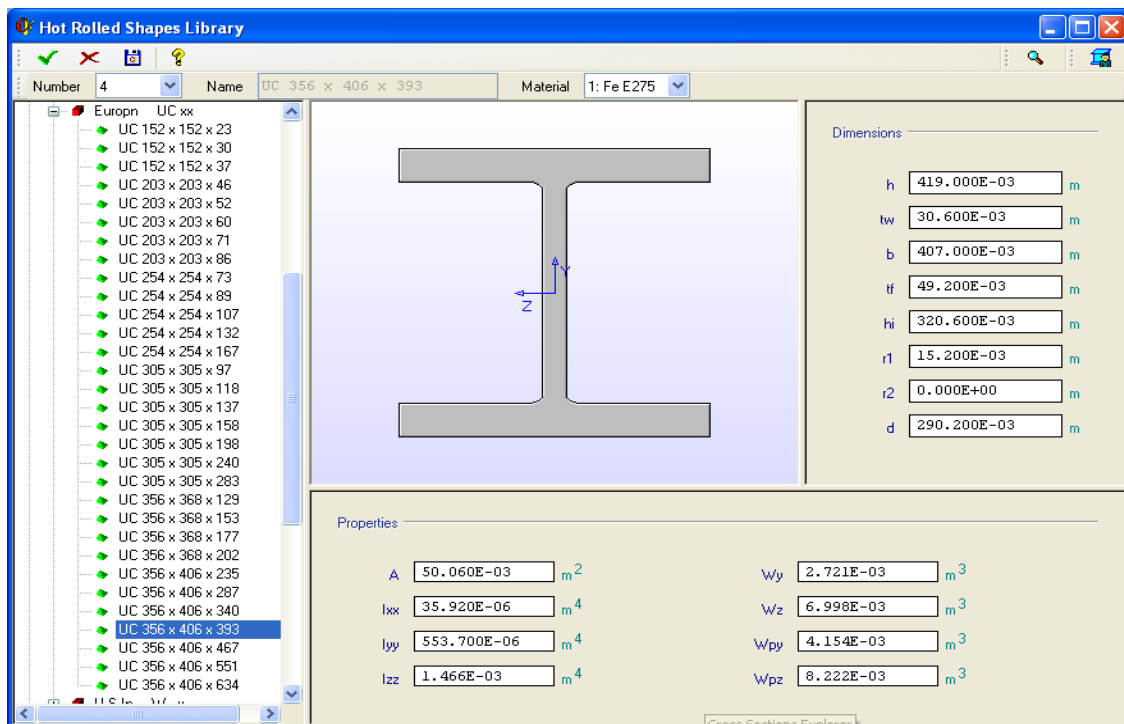 Hot Rolled Shapes Library
Number 4 Name UC 356 x 406 x 393 Material 1: Fe E275
Europn UC xx
UC 152 x 152 x 23
UC 152 x 152 x 30
UC 152 x 152 x 37
UC 203 x 203 x 46
UC 203 x 203 x 52
UC 203 x 203 x 60
UC 203 x 203 x 71
UC 203 x 203 x 86
UC 254 x 254 x 73
UC 254 x 254 x 89
UC 254 x 254 x 107
UC 254 x 254 x 132
UC 254 x 254 x 167
UC 305 x 305 x 97
UC 305 x 305 x 118
UC 305 x 305 x 137
UC 305 x 305 x 158
UC 305 x 305 x 198
UC 305 x 305 x 240
UC 305 x 305 x 283
UC 356 x 368 x 129
UC 356 x 368 x 153
UC 356 x 368 x 177
UC 356 x 368 x 202
UC 356 x 406 x 235
UC 356 x 406 x 287
UC 356 x 406 x 340
UC 356 x 406 x 393
UC 356 x 406 x 467
UC 356 x 406 x 551
UC 356 x 406 x 634
Y
Z
Dimensions
h 419.000E-03 m
tw 30.600E-03 m
b 407.000E-03 m
tf 49.200E-03 m
hi 320.600E-03 m
r1 15.200E-03 m
r2 0.000E+00 m
d 290.200E-03 m
Properties
A 50.060E-03 m2 Wy 2.721E-03 m3
Ixx 35.920E-06 m4 Wz 6.998E-03 m3
Iyy 553.700E-06 m4 Wpy 4.154E-03 m3
Izz 1.466E-03 m4 Wpz 8.222E-03 m3
Cross Sections Explorer